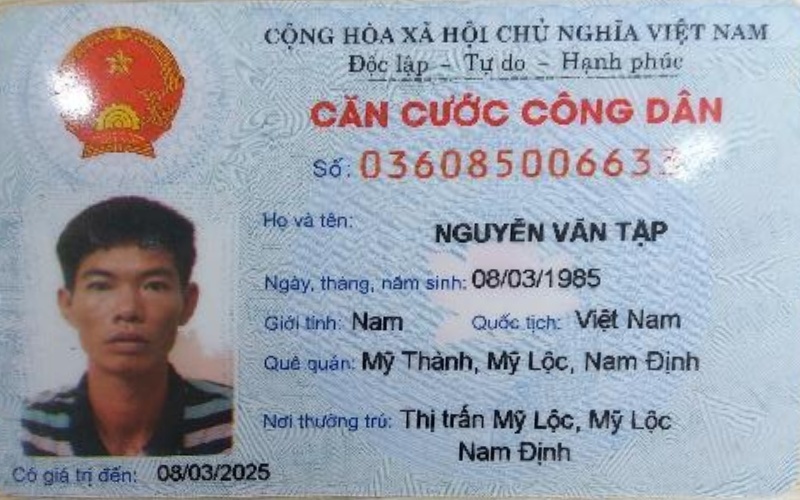 CỘNG HÒA XÃ HỘI CHỦ NGHĨA VIỆT NAM
Độc lập - Tự do - Hạnh phúc
CĂN CƯỚC CÔNG DÂN
Số:
Họ và tên: NGUYỄN VĂN TẬP
Ngày, tháng, năm sinh: 08/03/1985
Giới tính: Nam Quốc tịch: Việt Nam
Quê quán: Mỹ Thành, Mỹ Lộc, Nam Định
Nơi thường trú: Thị trấn Mỹ Lộc, Mỹ Lộc
Nam Định
Có giá trị đến: 08/03/2025